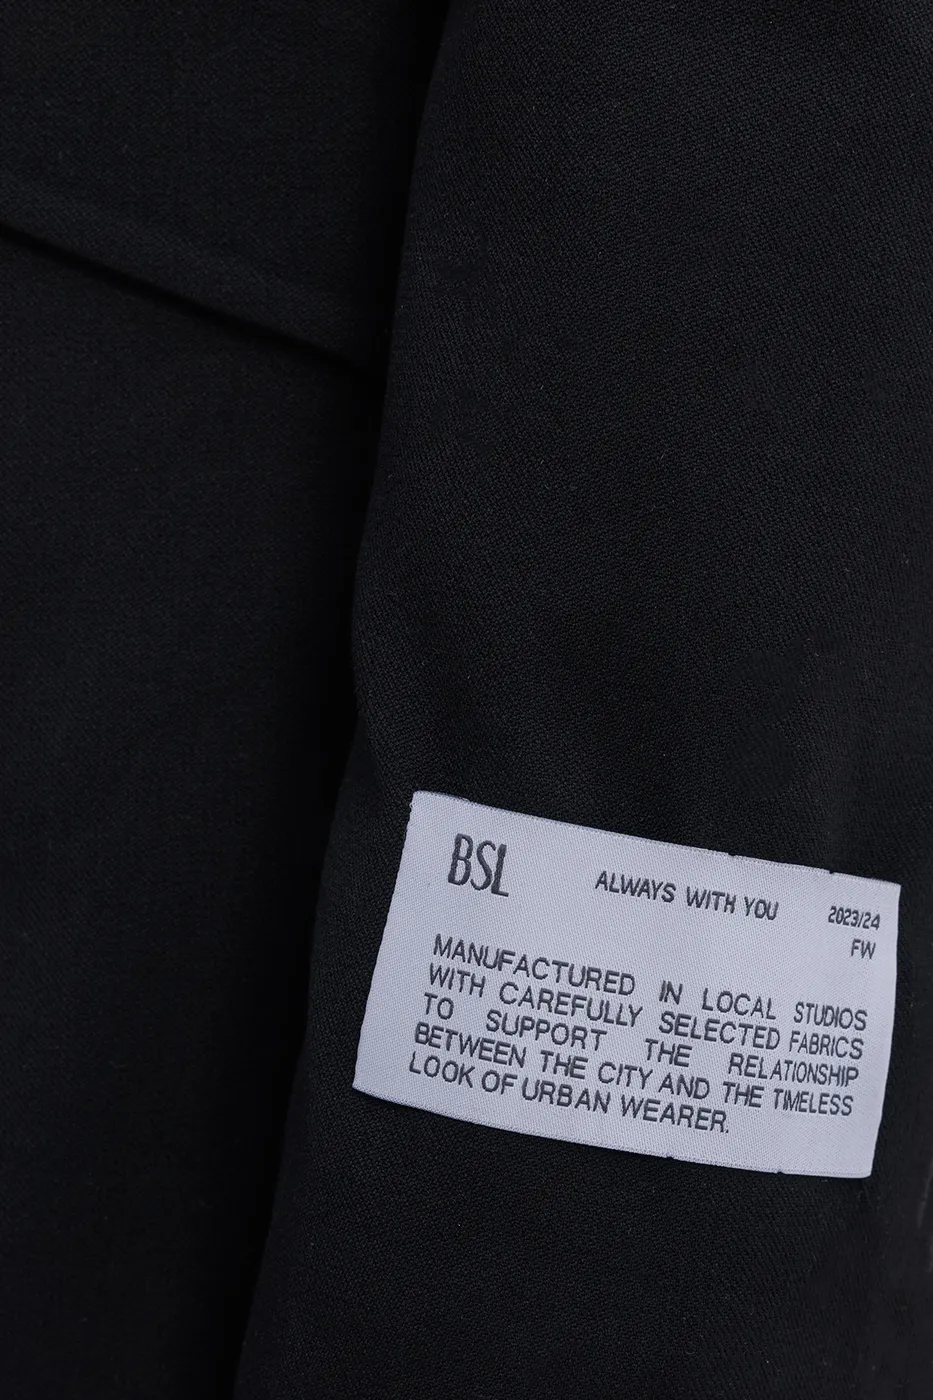 BSL
ALWAYS WITH YOU
2023/24
FW
MANUFACTURED IN LOCAL STUDIOS
WITH CAREFULLY SELECTED FABRICS
TO SUPPORT THE RELATIONSHIP
BETWEEN THE CITY AND THE TIMELESS
LOOK OF URBAN WEARER.